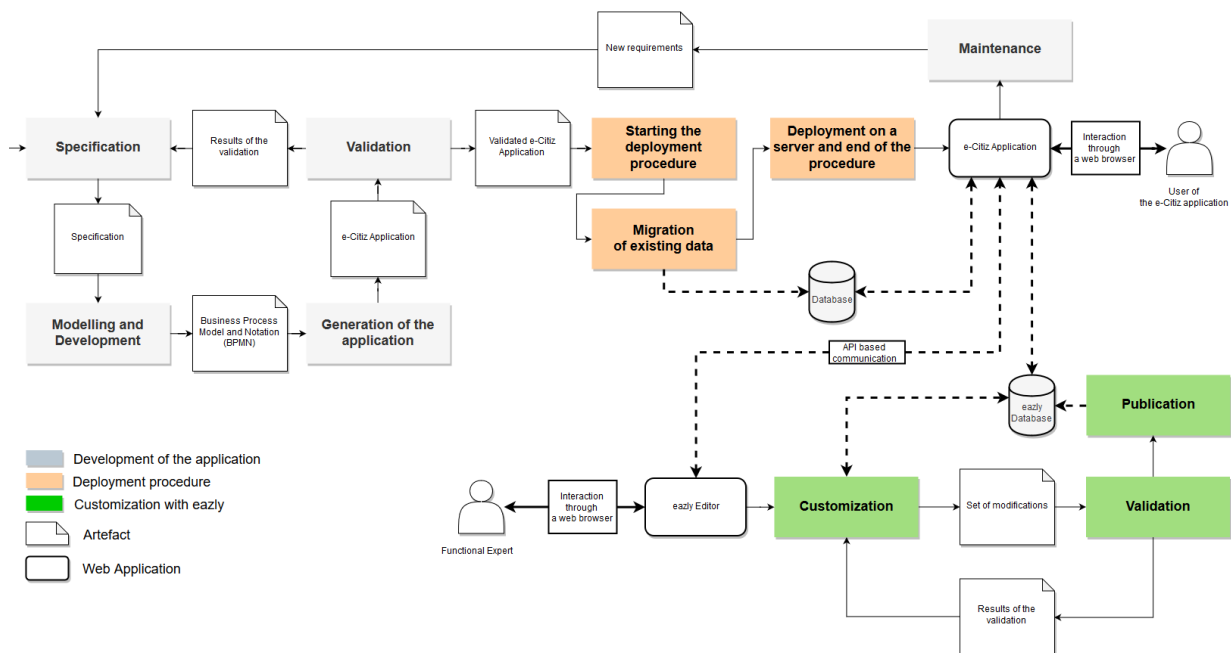 New requirements
Maintenance
Specification
Results of the
validation
Validation
Validated e-Citiz
Application
Starting the
deployment
procedure
Deployment on a
server and end of the
procedure
e-Citiz Application
Interaction
through
a web browser
User of
the e-Citiz application
Specification
e-Citiz Application
Migration
of existing data
Database
Modelling and
Development
Business Process
Model and Notation
(BPMN)
Generation of the
application
API based
communication
eazly
Database
Publication
Development of the application
Deployment procedure
Customization with eazly
Artefact
Web Application
Functional Expert
Interaction
through
a web browser
eazly Editor
Customization
Set of modifications
Validation
Results of the
validation